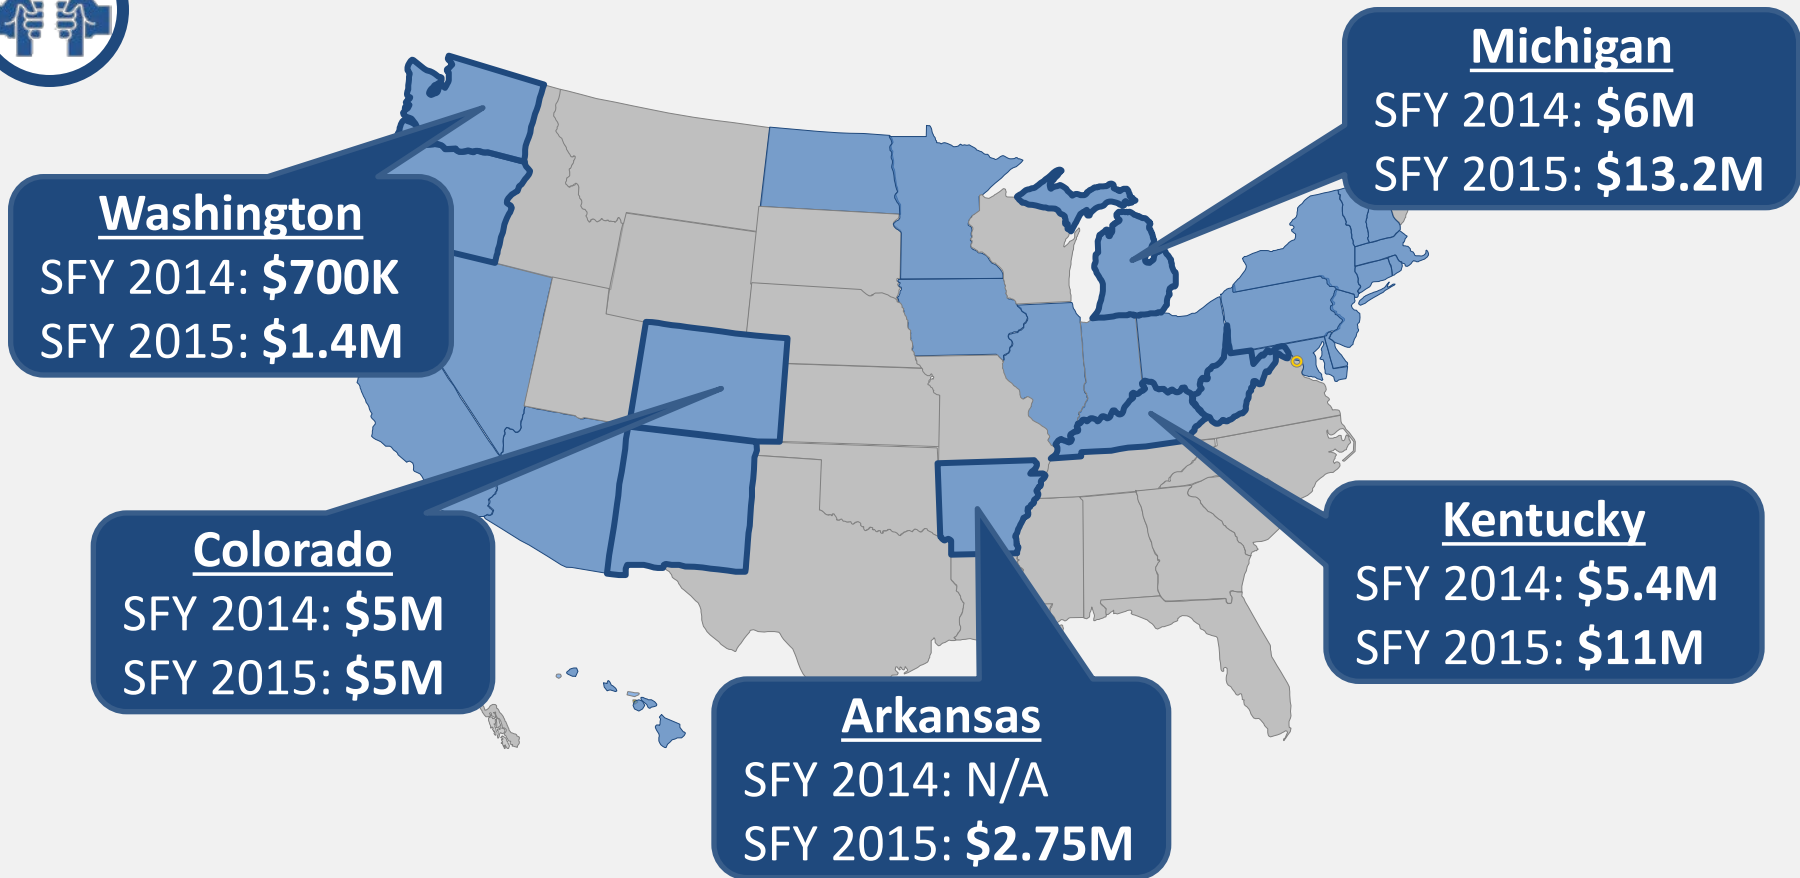 Michigan
SFY 2014: $6M
SFY 2015: $13.2M
Washington
SFY 2014: $700K
SFY 2015: $1.4M
Colorado
SFY 2014: $5M
SFY 2015: $5M
Kentucky
SFY 2014: $5.4M
SFY 2015: $11M
Arkansas
SFY 2014: N/A
SFY 2015: $2.75M